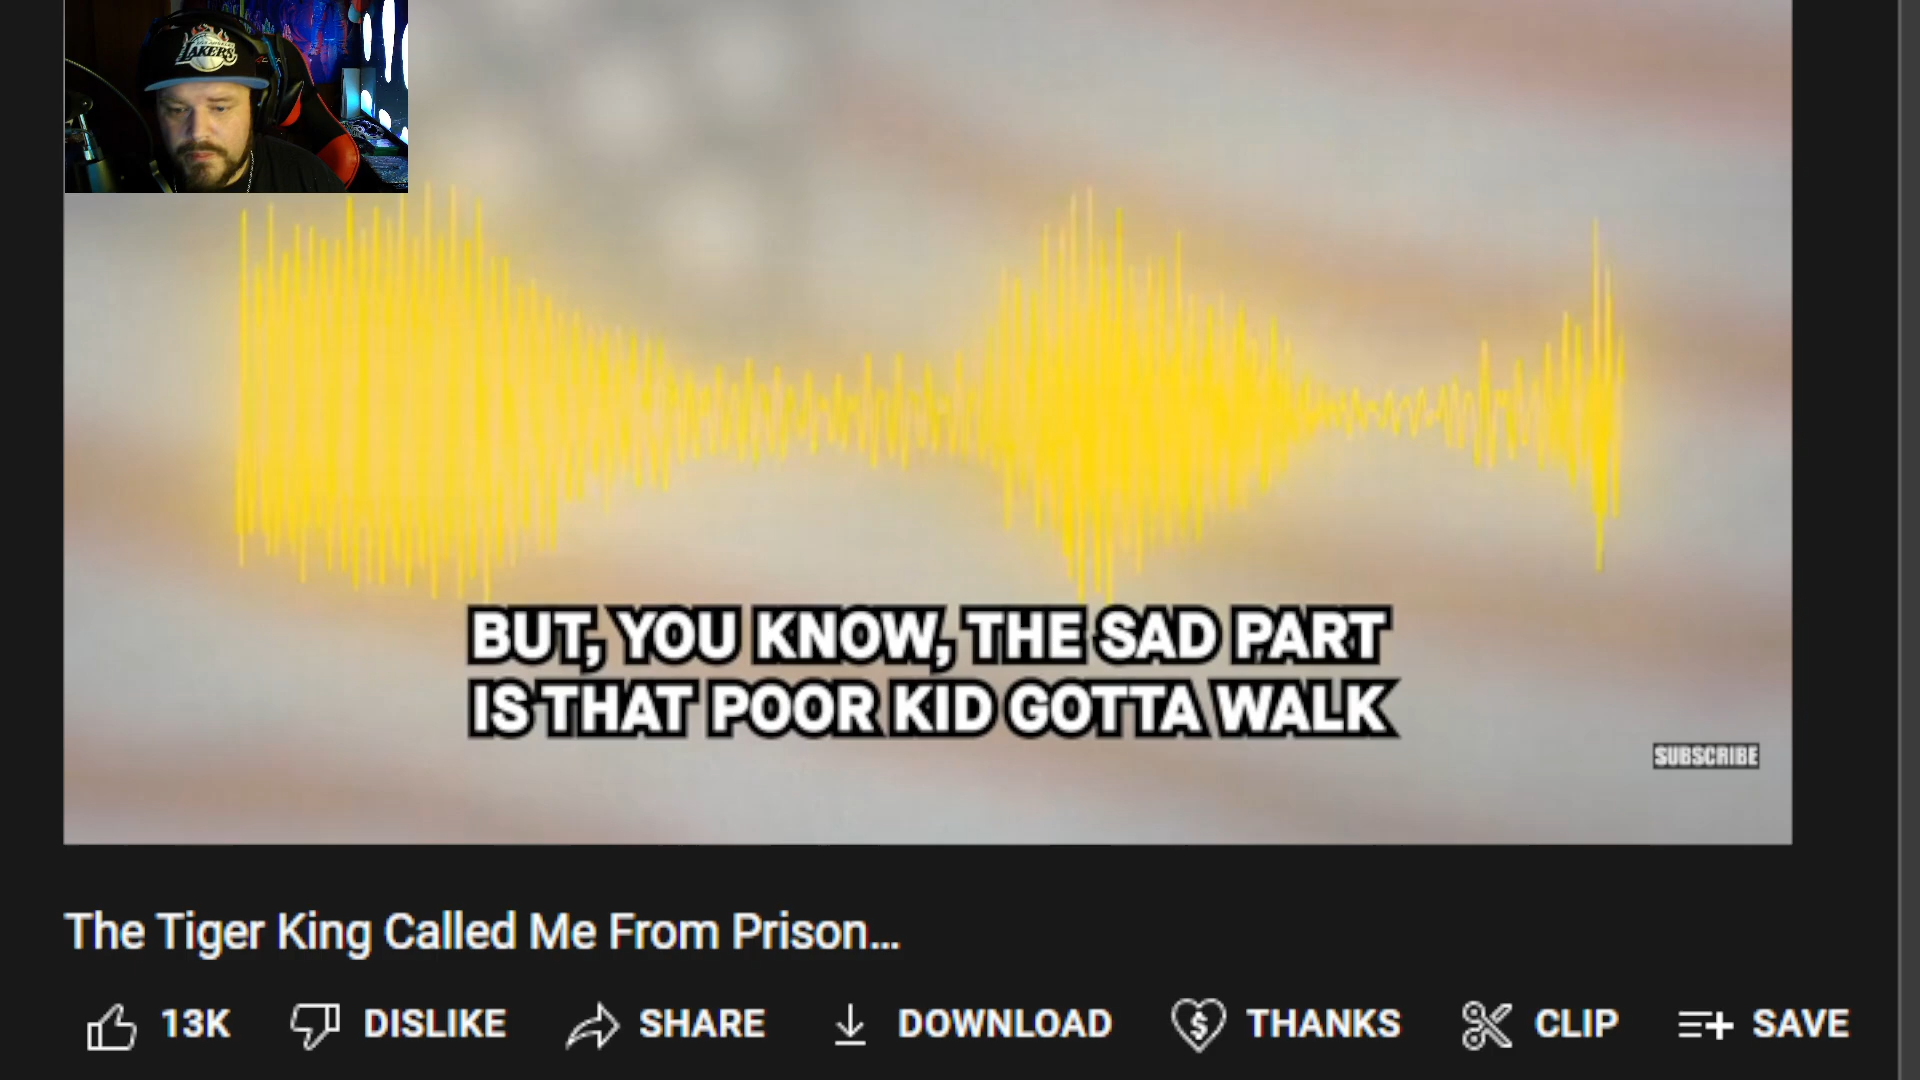 LAKERS
BUT, YOU KNOW, THE SAD PART
IS THAT POOR KID GOTTA WALK
SUBSCRIBE
The Tiger King Called Me From Prison...
13K DISLIKE SHARE DOWNLOAD THANKS CLIP SAVE